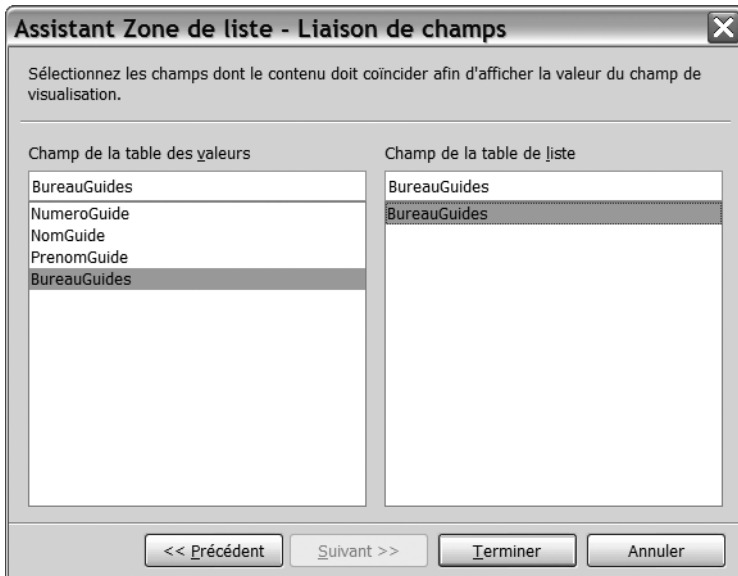 Assistant Zone de liste - Liaison de champs
Sélectionnez les champs dont le contenu doit coïncider afin d'afficher la valeur du champ de
visualisation.
Champ de la table des valeurs
BureauGuides
NumeroGuide
NomGuide
PrenomGuide
BureauGuides
Champ de la table de liste
BureauGuides
BureauGuides
<< Précédent
Suivant >>
Terminer
Annuler